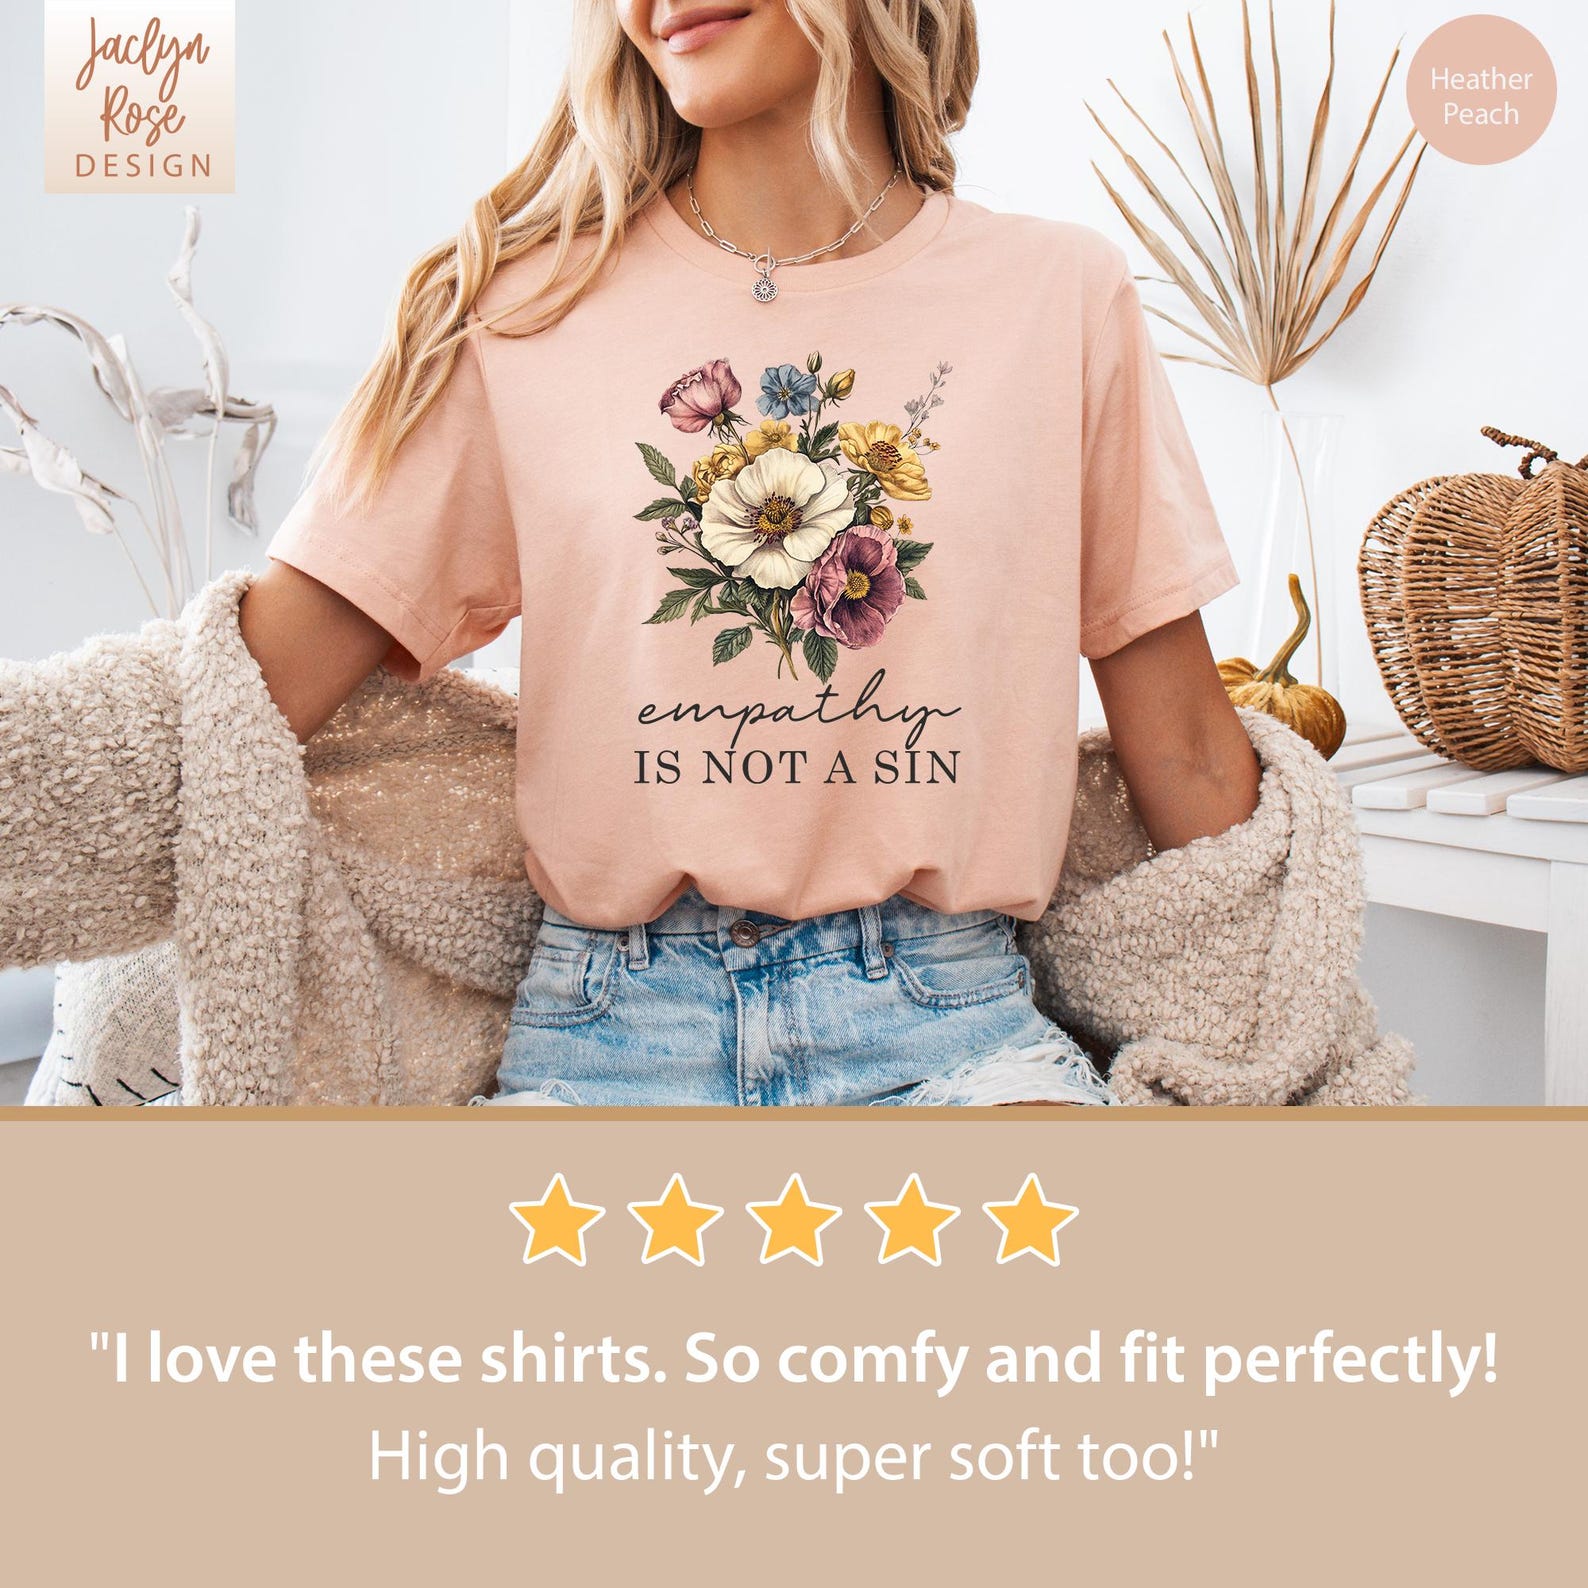 Jaclyn
Rose
DESIGN
Heather
Peach
empathy
IS NOT A SIN
"I love these shirts. So comfy and fit perfectly!
High quality, super soft too!"